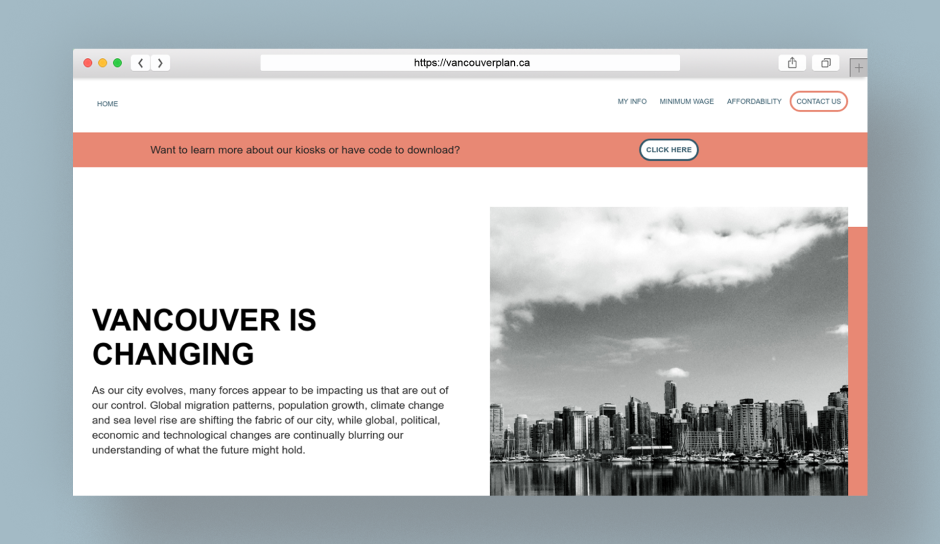 https://vancouverplan.ca
HOME
MY INFO MINIMUM WAGE AFFORDABILITY CONTACT US
Want to learn more about our kiosks or have code to download?
CLICK HERE
VANCOUVER IS
CHANGING
As our city evolves, many forces appear to be impacting us that are out of
our control. Global migration patterns, population growth, climate change
and sea level rise are shifting the fabric of our city, while global, political,
economic and technological changes are continually blurring our
understanding of what the future might hold.